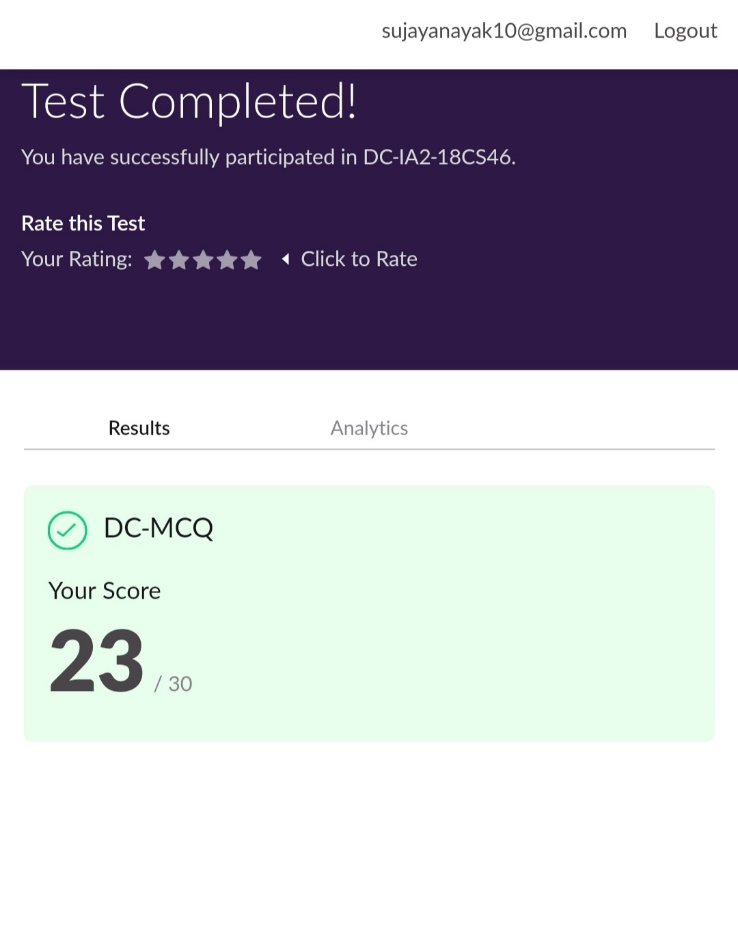 sujayanayak10@gmail.com Logout
Test Completed!
You have successfully participated in DC-IA2-18CS46.
Rate this Test
Your Rating: Click to Rate
Results Analytics
DC-MCQ
Your Score
23 / 30